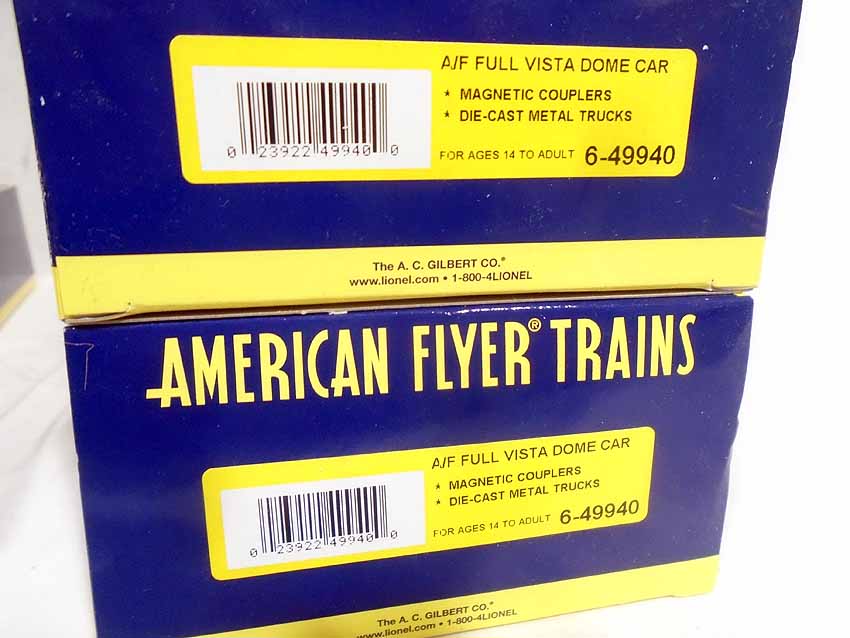 A/F FULL VISTA DOME CAR
* MAGNETIC COUPLERS
* DIE-CAST METAL TRUCKS
0 23922 49940 0
FOR AGES 14 TO ADULT 6-49940
The A. C. GILBERT CO.®
www.lionel.com • 1-800-4LIONEL
AMERICAN FLYER® TRAINS
A/F FULL VISTA DOME CAR
* MAGNETIC COUPLERS
* DIE-CAST METAL TRUCKS
0 23922 49940 0
FOR AGES 14 TO ADULT 6-49940
The A. C. GILBERT CO.®
www.lionel.com • 1-800-4LIONEL